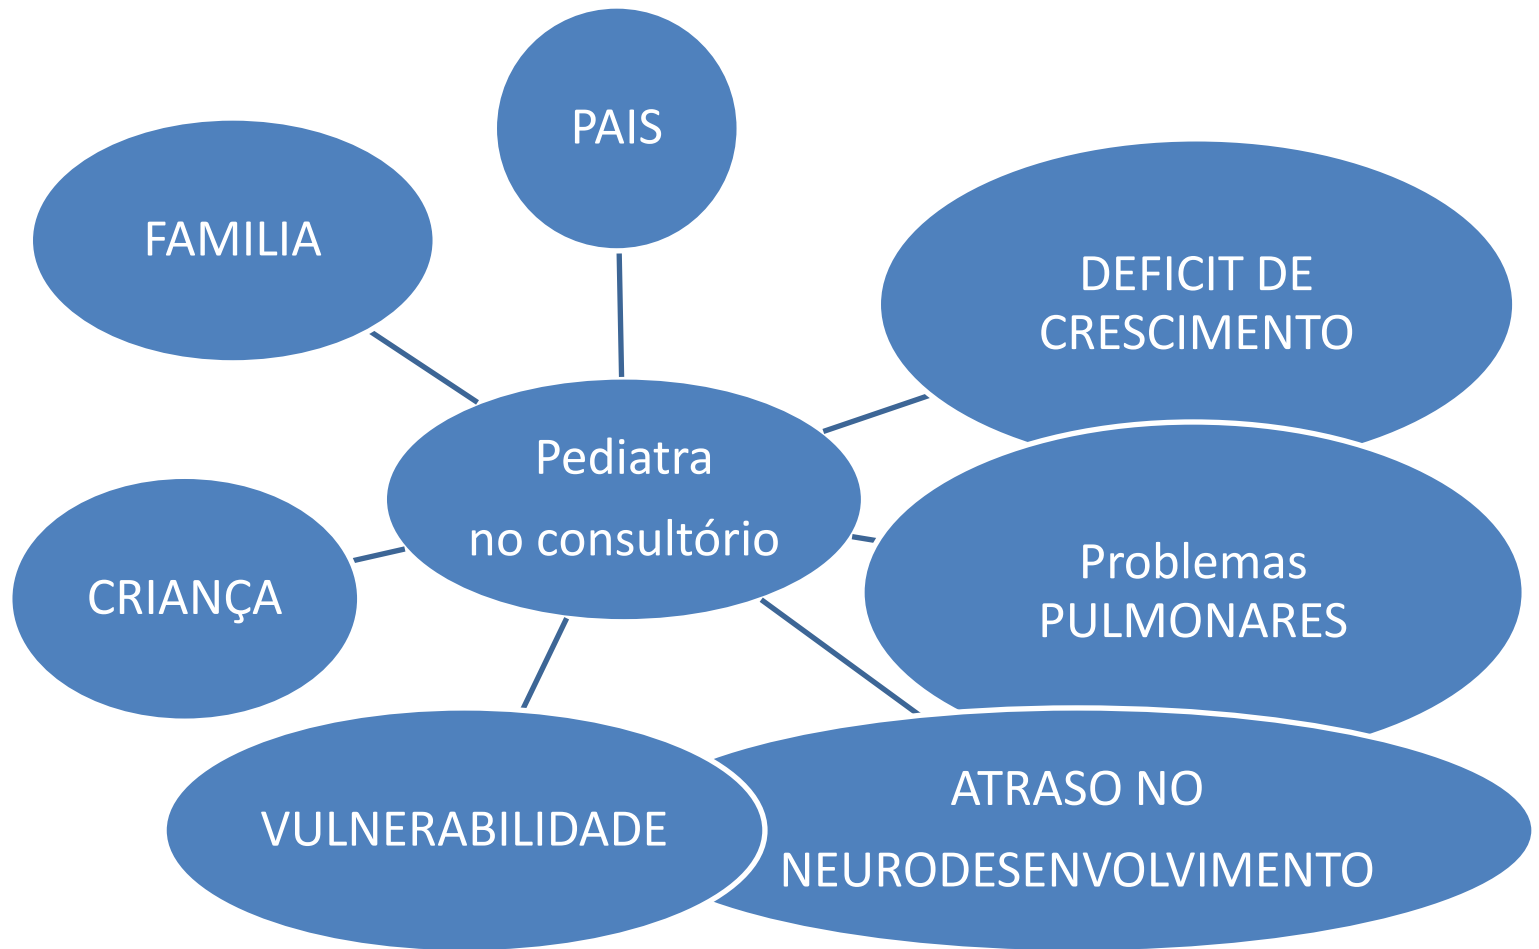 PAIS
FAMILIA
DEFICIT DE
CRESCIMENTO
Pediatra
no consultório
Problemas
PULMONARES
CRIANÇA
VULNERABILIDADE
ATRASO NO
NEURODESENVOLVIMENTO